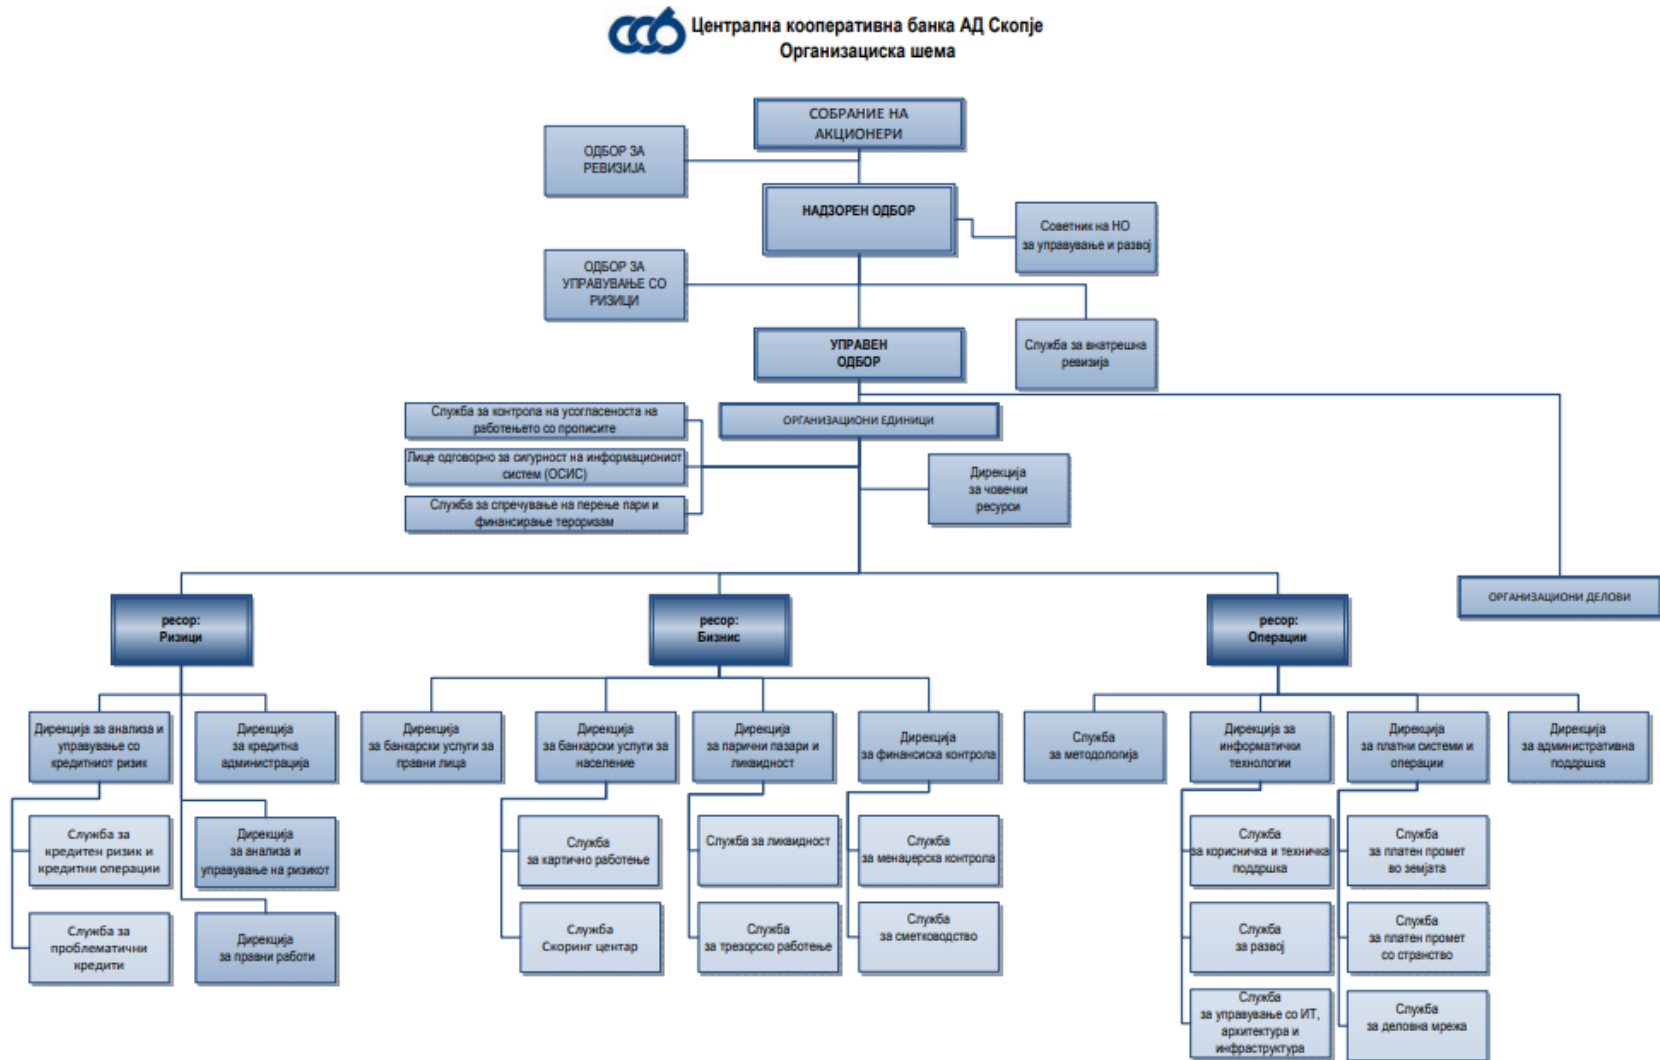 ccb
Централна кооперативна банка АД Скопје
Организациска шема
СОБРАНИЕ НА
АКЦИОНЕРИ
ОДБОР ЗА
РЕВИЗИЈА
НАДЗОРЕН ОДБОР
Советник на НО
за управување и развој
ОДБОР ЗА
УПРАВУВАЊЕ СО
РИЗИЦИ
УПРАВЕН
ОДБОР
Служба за внатрешна
ревизија
Служба за контрола на усогласеноста на
работењето со прописите
ОРГАНИЗАЦИОНИ ЕДИНИЦИ
Лице одговорно за сигурност на информациониот
систем (ОСИС)
Дирекција
за човечки
ресурси
Служба за спречување на перење пари и
финансирање тероризам
ОРГАНИЗАЦИОНИ ДЕЛОВИ
ресор:
Ризици
ресор:
Бизнис
ресор:
Операции
Дирекција за анализа и
управување со
кредитниот ризик
Дирекција
за кредитна
администрација
Дирекција
за банкарски услуги за
правни лица
Дирекција
за банкарски услуги за
население
Дирекција
за парични пазари и
ликвидност
Дирекција
за финансиска контрола
Служба
за методологија
Дирекција за
информатички
технологии
Дирекција
за платни системи и
операции
Дирекција
за административна
поддршка
Служба за
кредитен ризик и
кредитни операции
Дирекција
за анализа и
управување на ризикот
Служба
за картично работење
Служба за ликвидност
Служба
за менаџерска контрола
Служба
за корисничка и техничка
поддршка
Служба
за платен промет
во земјата
Служба за
проблематични
кредити
Дирекција
за правни работи
Служба
Скоринг центар
Служба
за трезорско работење
Служба
за сметководство
Служба
за развој
Служба
за платен промет
со странство
Служба
за управување со ИТ,
архитектура и
инфраструктура
Служба
за деловна мрежа